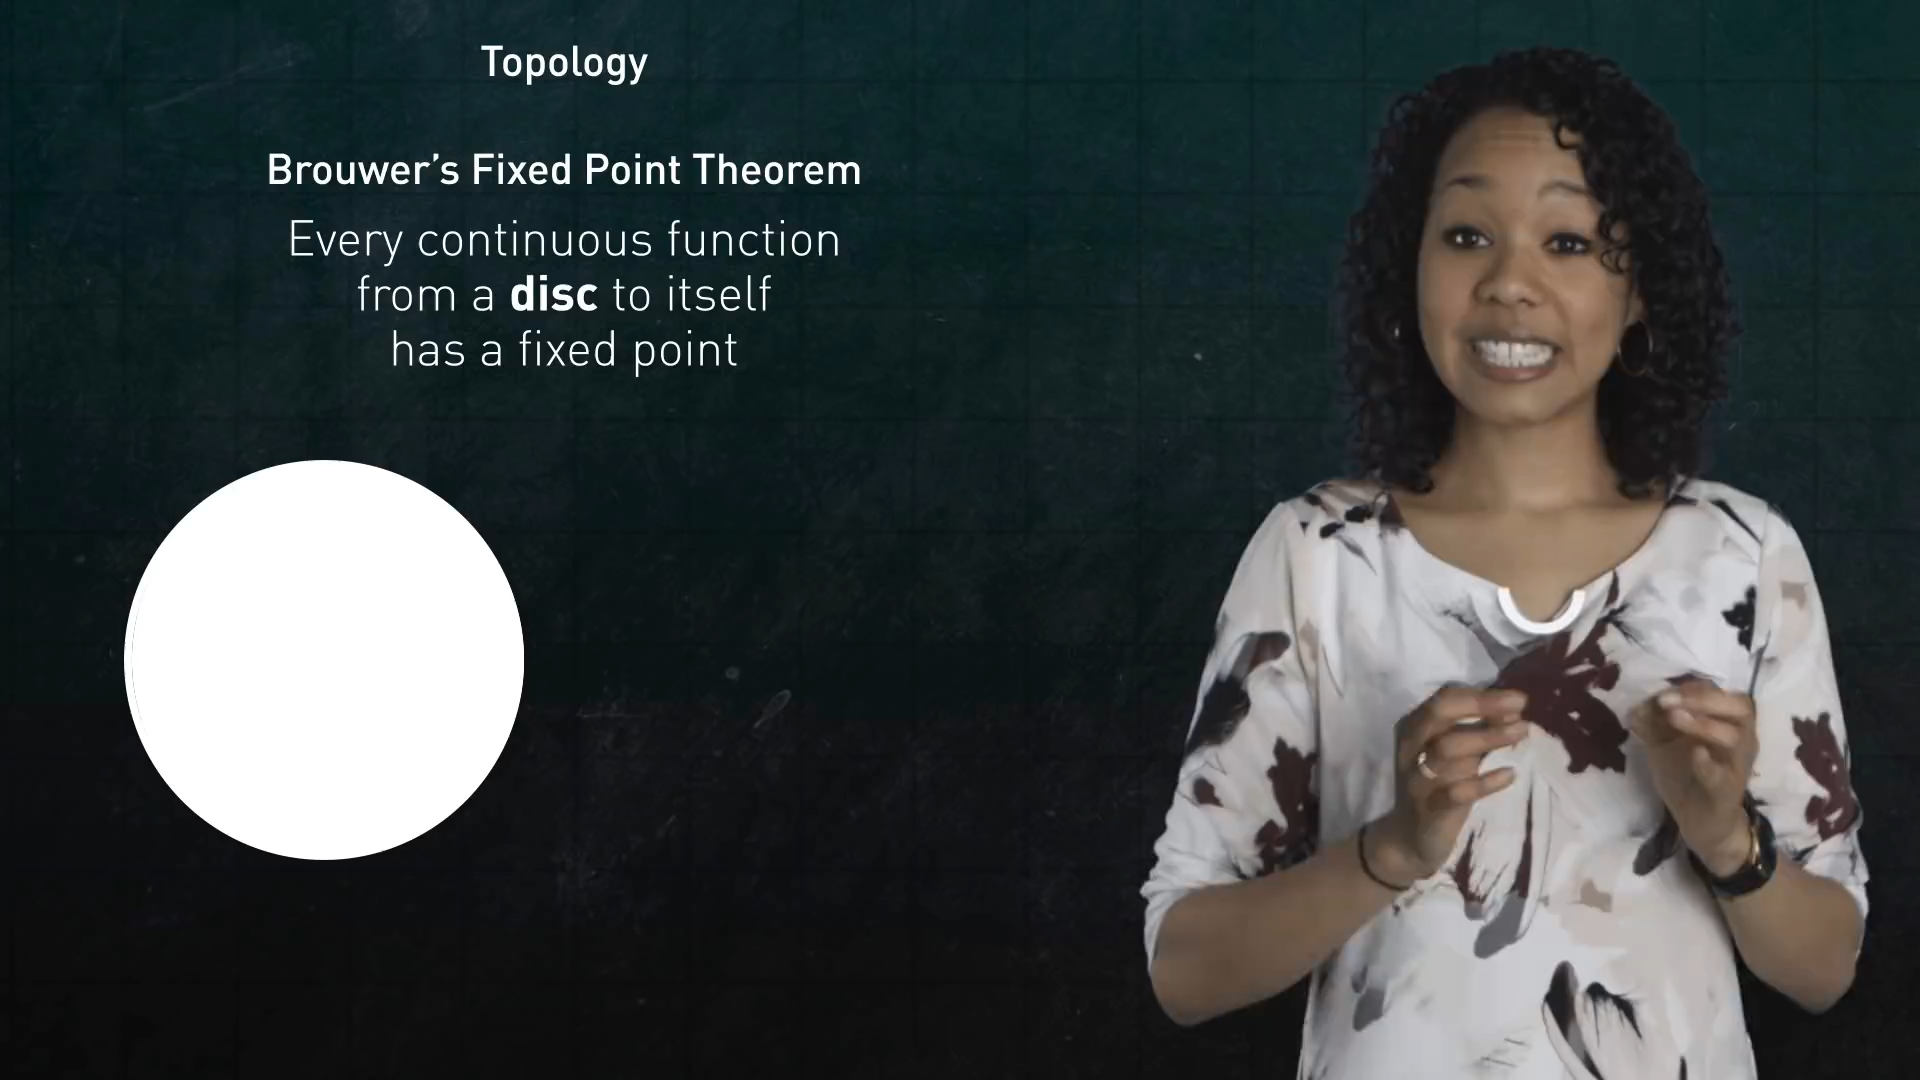 Topology
Brouwer’s Fixed Point Theorem
Every continuous function
from a disc to itself
has a fixed point